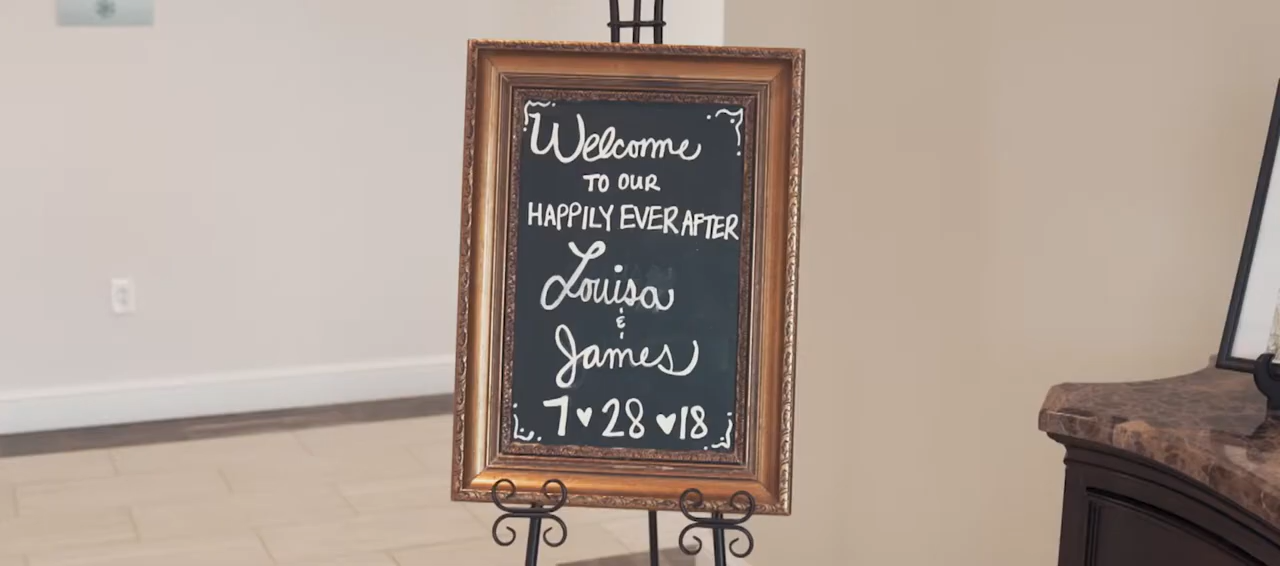 Welcome
TO OUR
HAPPILY EVER AFTER
Louisa
&
James
7♥28♥18